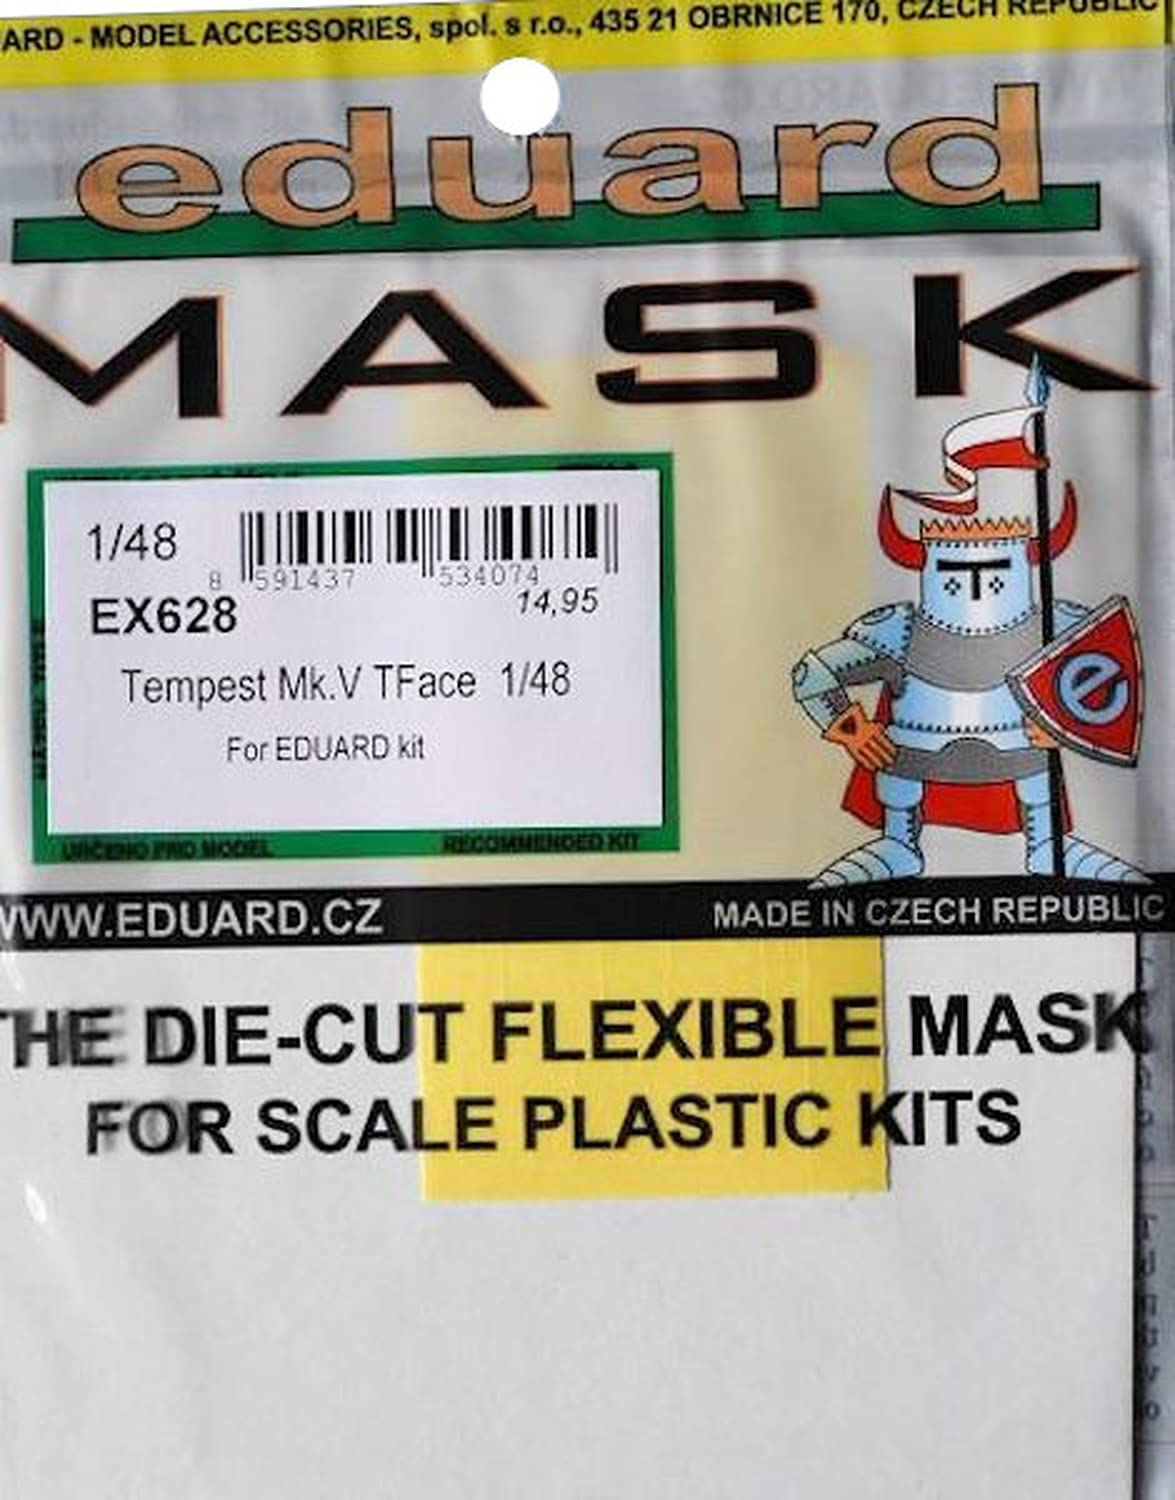 ARD - MODEL ACCESSORIES, spol. s r.o., 435 21 OBRNICE 170, CZECH REPUBLIC
eduard
MASK
1/48
8 591437 534074
EX628 14,95
Tempest Mk.V TFace 1/48
For EDUARD kit
URČENO PRO MODEL RECOMMENDED KIT
e
WWW.EDUARD.CZ MADE IN CZECH REPUBLIC
THE DIE-CUT FLEXIBLE MASK
FOR SCALE PLASTIC KITS